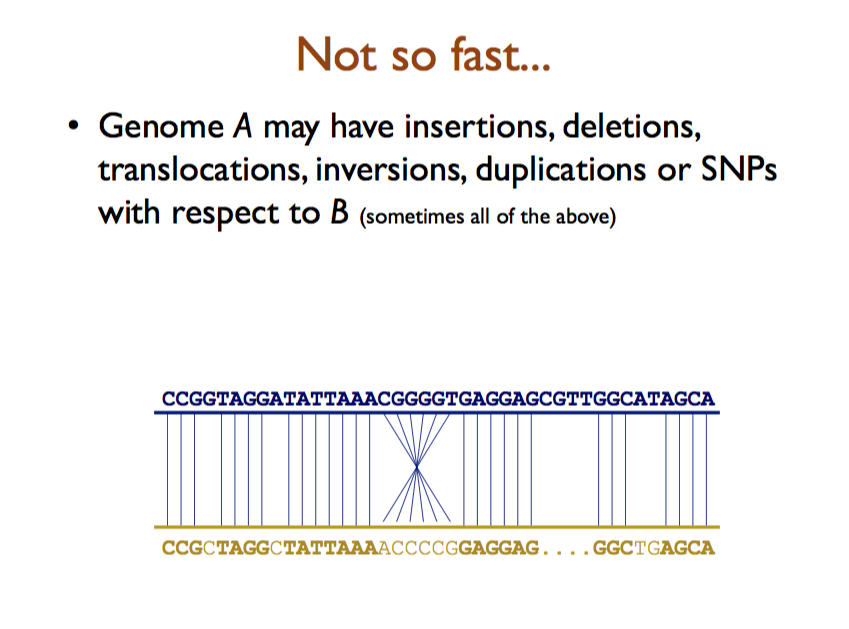 Not so fast...
• Genome A may have insertions, deletions,
translocations, inversions, duplications or SNPs
with respect to B (sometimes all of the above)
CCGGTAGGATATTAAACGGGGTGAGGAGCGTTGGCATAGCA
CCGCTAGGCTATTAAAACCCCGGAGGAG....GGCTGAGCA